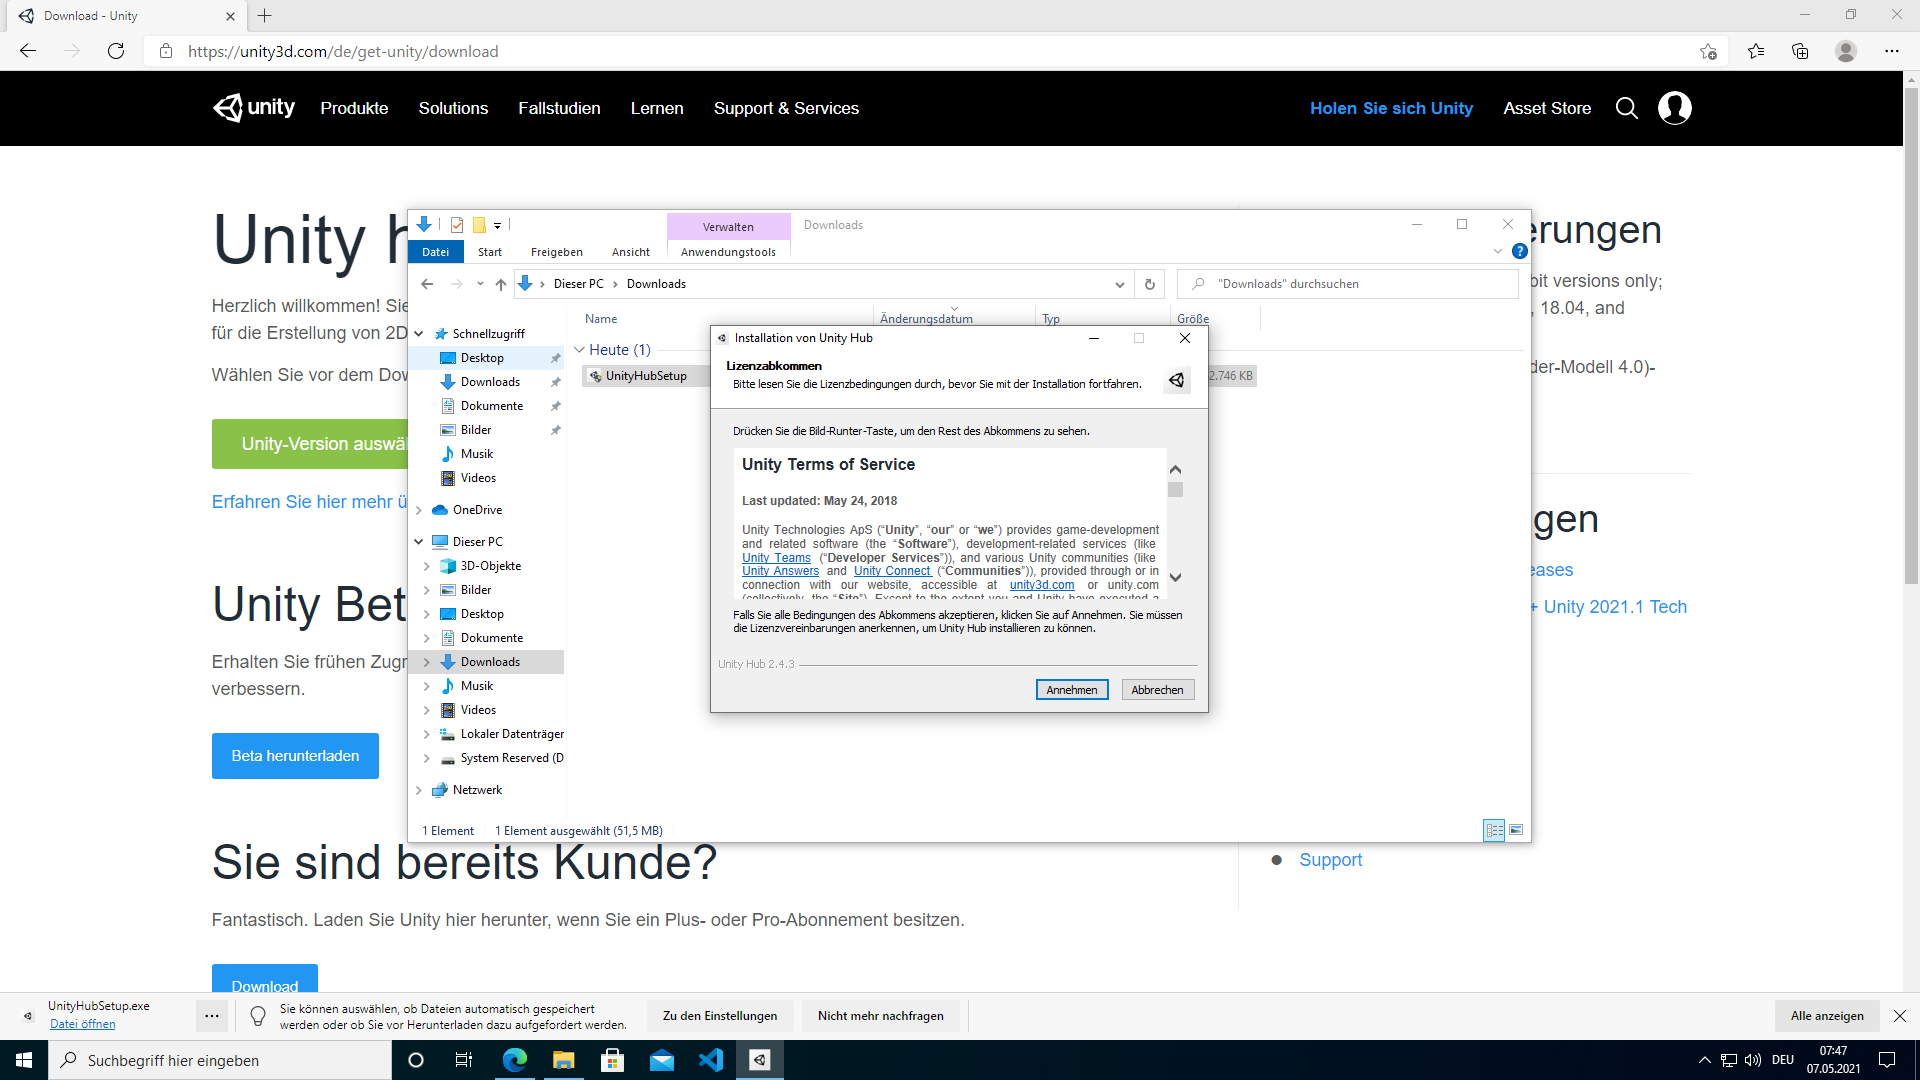 Download - Unity
https://unity3d.com/de/get-unity/download
unity Produkte Solutions Fallstudien Lernen Support & Services Holen Sie sich Unity Asset Store
Unity h
Herzlich willkommen! Sie
für die Erstellung von 2D
Wählen Sie vor dem Dow
Unity-Version auswäl
Erfahren Sie hier mehr ü
Unity Bet
Erhalten Sie frühen Zugr
verbessern.
Beta herunterladen
Sie sind bereits Kunde?
Fantastisch. Laden Sie Unity hier herunter, wenn Sie ein Plus- oder Pro-Abonnement besitzen.
Download
erungen
bit versions only;
, 18.04, and
der-Modell 4.0)-
gen
eases
+ Unity 2021.1 Tech
Support
Verwalten Downloads
Datei Start Freigeben Ansicht Anwendungstools
Dieser PC Downloads "Downloads" durchsuchen
Name Änderungsdatum Typ Größe
Heute (1)
UnityHubSetup 2.746 KB
Schnellzugriff
Desktop
Downloads
Dokumente
Bilder
Musik
Videos
OneDrive
Dieser PC
3D-Objekte
Bilder
Desktop
Dokumente
Downloads
Musik
Videos
Lokaler Datenträger
System Reserved (D
Netzwerk
1 Element 1 Element ausgewählt (51,5 MB)
Installation von Unity Hub
Lizenzabkommen
Bitte lesen Sie die Lizenzbedingungen durch, bevor Sie mit der Installation fortfahren.
Drücken Sie die Bild-Runter-Taste, um den Rest des Abkommens zu sehen.
Unity Terms of Service
Last updated: May 24, 2018
Unity Technologies ApS (“Unity”, “our” or “we”) provides game-development
and related software (the “Software”), development-related services (like
Unity Teams (“Developer Services”)), and various Unity communities (like
Unity Answers and Unity Connect (“Communities”)), provided through or in
connection with our website, accessible at unity3d.com or unity.com
(collectively, the “Site”). Except to the extent you and Unity have executed a
Falls Sie alle Bedingungen des Abkommens akzeptieren, klicken Sie auf Annehmen. Sie müssen
die Lizenzvereinbarungen anerkennen, um Unity Hub installieren zu können.
Unity Hub 2.4.3
Annehmen Abbrechen
UnityHubSetup.exe
Datei öffnen
Sie können auswählen, ob Dateien automatisch gespeichert
werden oder ob Sie vor Herunterladen dazu aufgefordert werden.
Zu den Einstellungen Nicht mehr nachfragen Alle anzeigen
Suchbegriff hier eingeben
DEU
07:47
07.05.2021